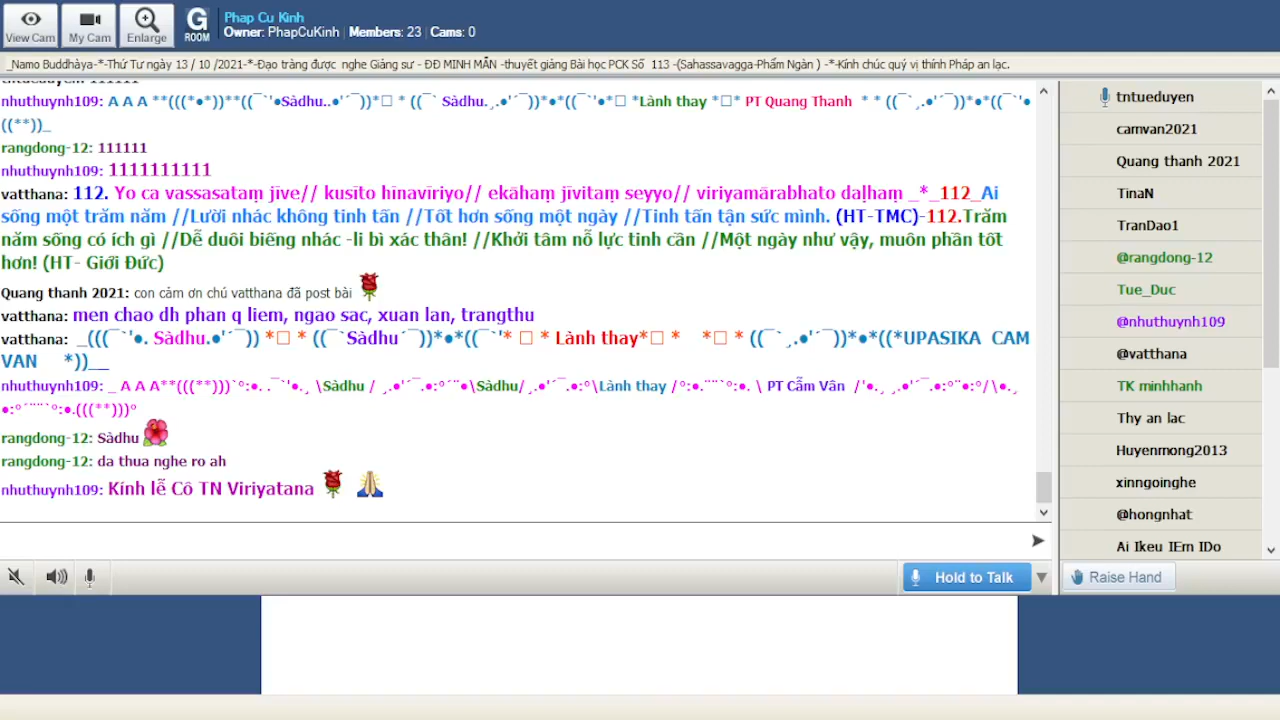 View Cam
My Cam
Enlarge
G ROOM
Phap Cu Kinh
Owner: PhapCuKinh | Members: 23 | Cams: 0
_Namo Buddhàya-*-Thứ Tư ngày 13 / 10 /2021-*-Đạo tràng được nghe Giảng sư - ĐĐ MINH MẪN -thuyết giảng Bài học PCK Số 113 -(Sahassavagga-Phẩm Ngàn ) -*-Kính chúc quý vị thính Pháp an lạc.
nhuthuynh109: A A A **(((*●*))**((¯`'●Sàdhu..●'´¯))*□ * ((¯` Sàdhu.¸.●'´¯))*●*((¯`'●*□ *Lành thay *□* PT Quang Thanh * * ((¯`¸.●'´¯))*●*((¯`'●
((**))_
rangdong-12: 111111
nhuthuynh109: 1111111111
vatthana: 112. Yo ca vassasataṃ jīve// kusīto hīnavīriyo// ekāhaṃ jīvitaṃ seyyo// viriyamārabhato daḷhaṃ _*_112_Ai
sống một trăm năm //Lười nhác không tinh tấn //Tốt hơn sống một ngày //Tinh tấn tận sức mình. (HT-TMC)-112.Trăm
năm sống có ích gì //Dễ duôi biếng nhác -li bì xác thân! //Khởi tâm nỗ lực tinh cần //Một ngày như vậy, muôn phần tốt
hơn! (HT- Giới Đức)
Quang thanh 2021: con cảm ơn chú vatthana đã post bài
vatthana: men chao dh phan q liem, ngao sac, xuan lan, trangthu
vatthana: _(((¯`'●. Sàdhu.●'´¯)) *□ * ((¯`Sàdhu´¯))*●*((¯`'* □ * Lành thay*□ * *□ * ((¯`¸.●'´¯))*●*((*UPASIKA CAM
VAN *))__
nhuthuynh109: _ A A A**(((**)))`°:●. .¯`'●.¸ \Sàdhu / ¸.●'´¯.●:°´¨●\Sàdhu/¸.●'´¯.●:°\Lành thay /°:●.¨¨`°:●. \ PT Cẫm Vân /'●.¸ ¸.●'´¯.●:°¨●:°/\●.¸
●:°´¨¨`°:●.(((**)))°
rangdong-12: Sàdhu
rangdong-12: da thua nghe ro ah
nhuthuynh109: Kính lễ Cô TN Viriyatana
Hold to Talk
tntueduyen
camvan2021
Quang thanh 2021
TinaN
TranDao1
@rangdong-12
Tue_Duc
@nhuthuynh109
@vatthana
TK minhhanh
Thy an lac
Huyenmong2013
xinngoinghe
@hongnhat
Ai Ikeu IEm IDo
Raise Hand